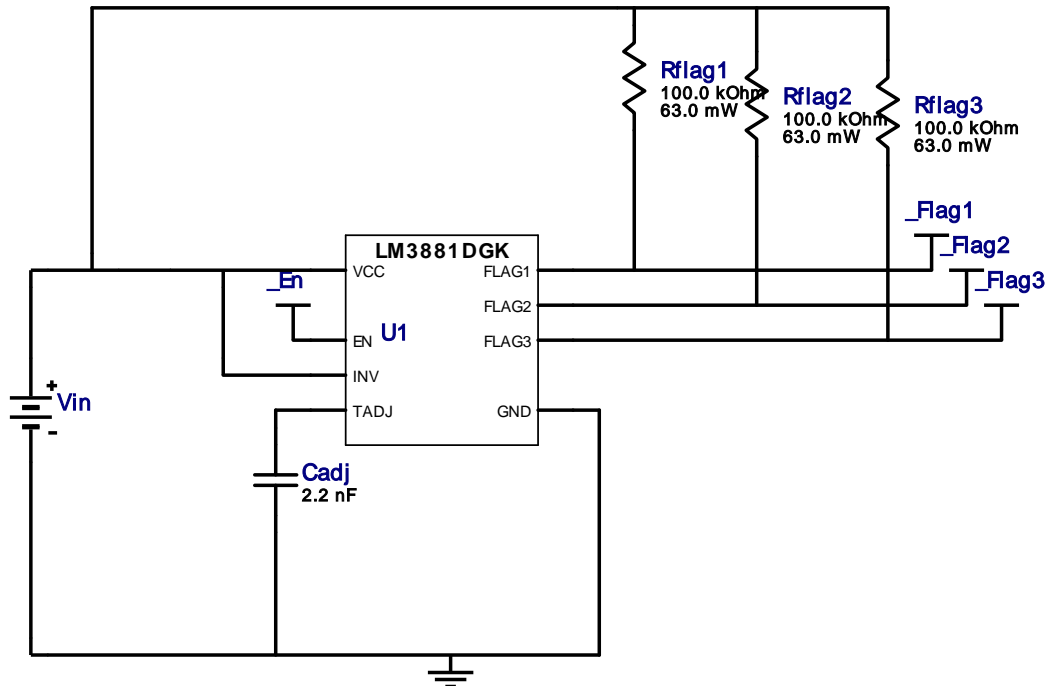 Rflag1
100.0 kOhm
63.0 mW
Rflag2
100.0 kOhm
63.0 mW
Rflag3
100.0 kOhm
63.0 mW
_Flag1
_Flag2
_Flag3
LM3881DGK
VCC
FLAG1
_En
FLAG2
EN
U1
FLAG3
INV
TADJ
GND
+
Vin
-
Cadj
2.2 nF